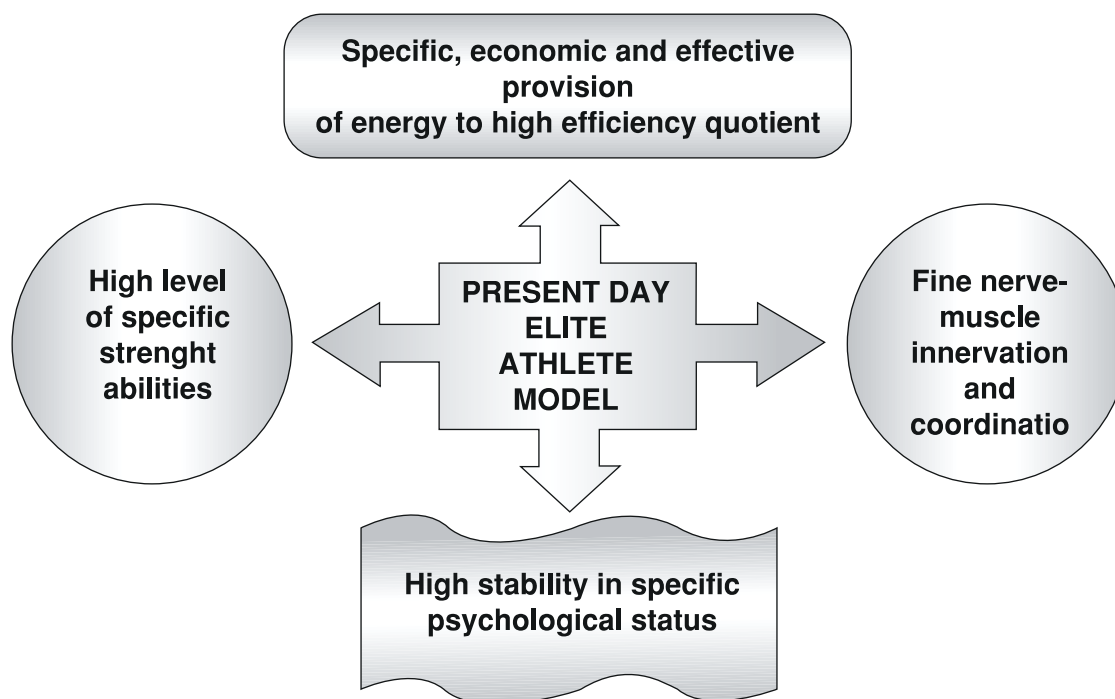 Specific, economic and effective
provision
of energy to high efficiency quotient
High level
of specific
strenght
abilities
PRESENT DAY
ELITE
ATHLETE
MODEL
Fine nerve-
muscle
innervation
and
coordinatio
High stability in specific
psychological status